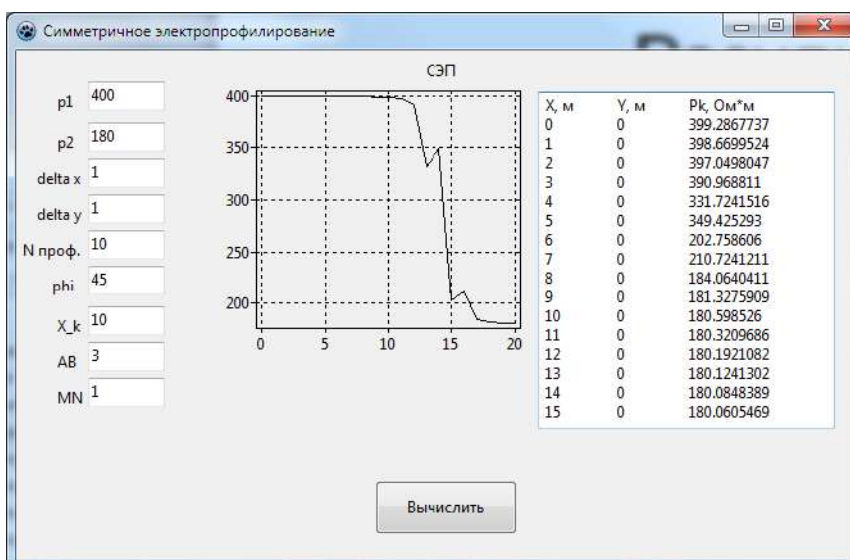 Симметричное электропрофилирование
p1 400
p2 180
delta x 1
delta y 1
N проф. 10
phi 45
X_k 10
AB 3
MN 1
СЭП
400
350
300
250
200
0 5 10 15 20
X, м Y, м Pk, Ом*м
0 0 399.2867737
1 0 398.6699524
2 0 397.0498047
3 0 390.968811
4 0 331.7241516
5 0 349.425293
6 0 202.758606
7 0 210.7241211
8 0 184.0640411
9 0 181.3275909
10 0 180.598526
11 0 180.3209686
12 0 180.1921082
13 0 180.1241302
14 0 180.0848389
15 0 180.0605469
Вычислить